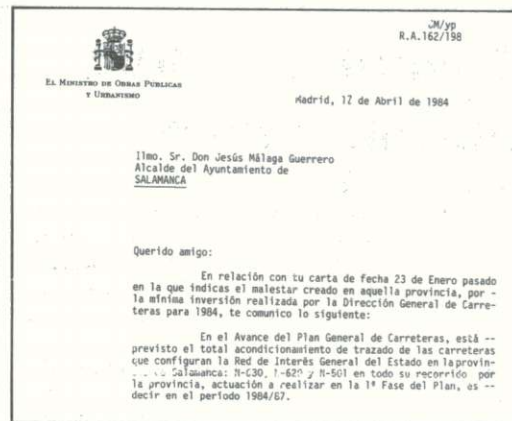 JM/yp
R.A.162/198
EL MINISTRO DE OBRAS PUBLICAS
Y URBANISMO
Madrid, 12 de Abril de 1984
Ilmo. Sr. Don Jesús Málaga Guerrero
Alcalde del Ayuntamiento de
SALAMANCA
Querido amigo:
En relación con tu carta de fecha 23 de Enero pasado
en la que indicas el malestar creado en aquella provincia, por -
la mínima inversión realizada por la Dirección General de Carre-
teras para 1984, te comunico lo siguiente:
En el Avance del Plan General de Carreteras, está --
previsto el total acondicionamiento de trazado de las carreteras
que configuran la Red de Interés General del Estado en la provin-
Salamanca: N-630, N-620 y N-501 en todo su recorrido por
la provincia, actuación a realizar en la 1ª Fase del Plan, es --
decir en el período 1984/87.